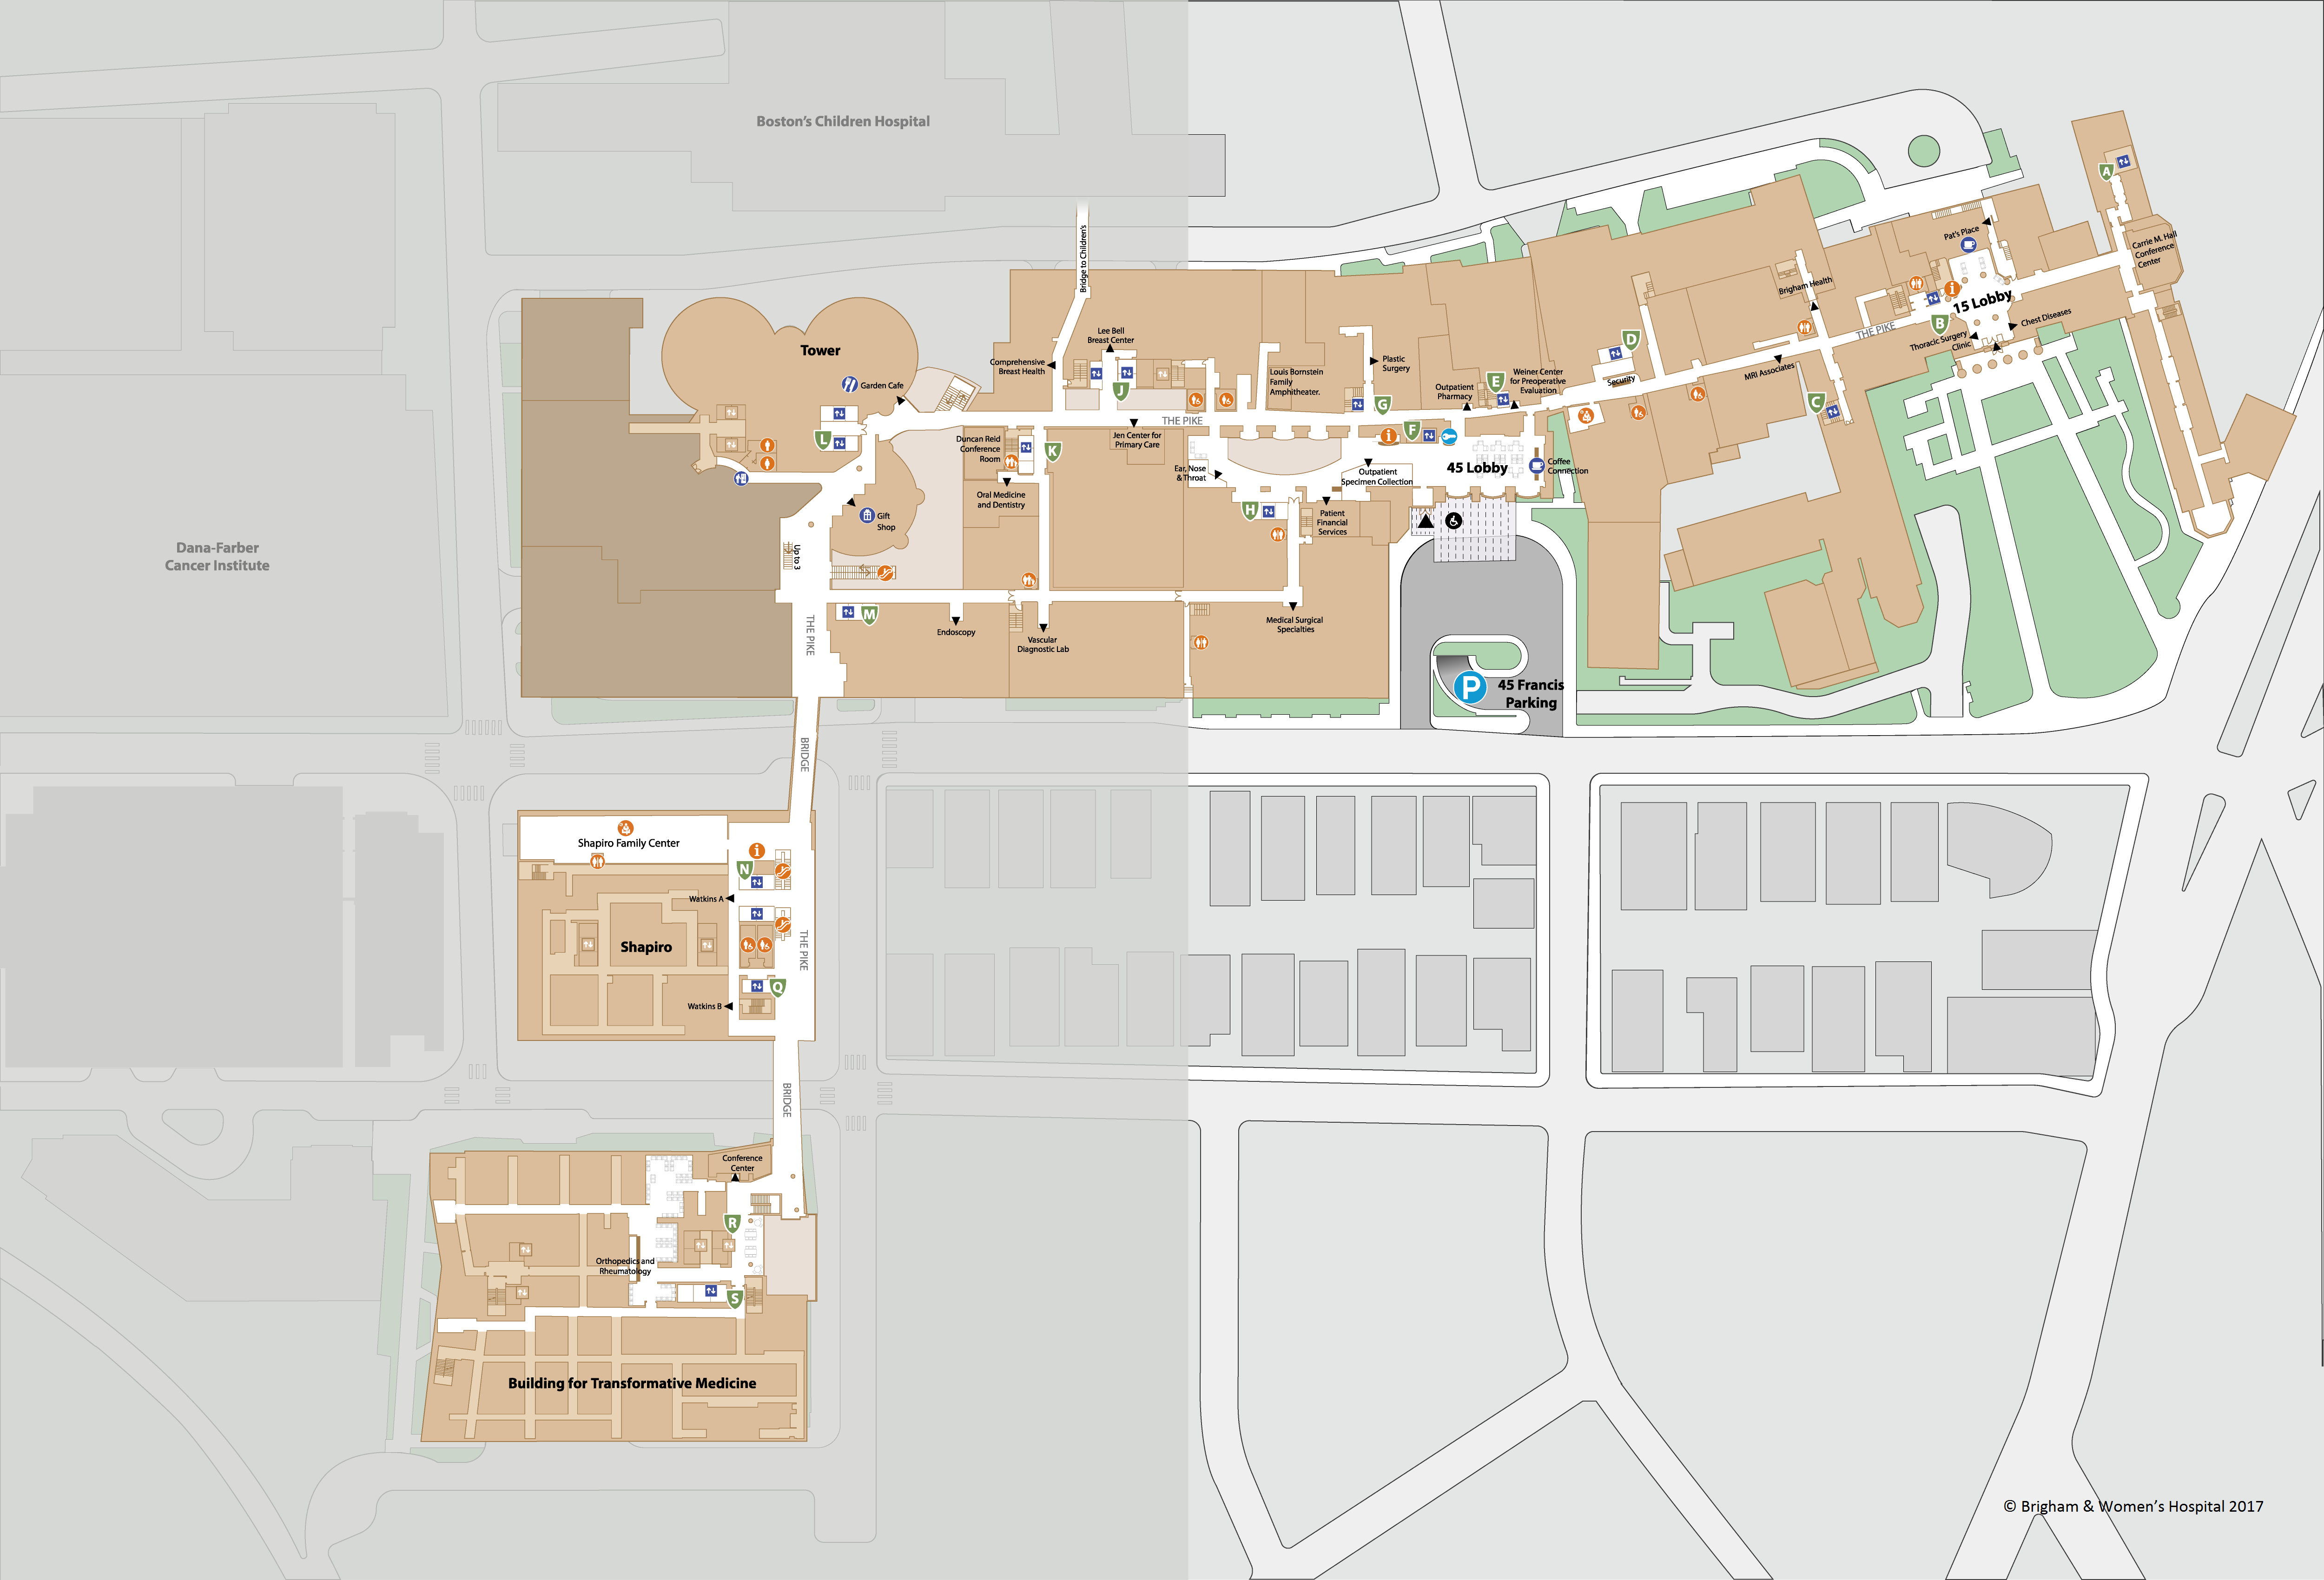 Boston's Children Hospital
Dana-Farber
Cancer Institute
Tower
Garden Cafe
L
Gift
Shop
Up to 3
M
THE PIKE
Bridge to Children's
Lee Bell
Breast Center
Comprehensive
Breast Health
J
THE PIKE
Jen Center for
Primary Care
Duncan Reid
Conference
Room
K
Oral Medicine
and Dentistry
Endoscopy
Vascular
Diagnostic Lab
Louis Bornstein
Family
Amphitheater.
Plastic
Surgery
G
Ear, Nose
& Throat
H
Patient
Financial
Services
Medical Surgical
Specialties
Outpatient
Specimen Collection
i
F
45 Lobby
Outpatient
Pharmacy
E
Weiner Center
for Preoperative
Evaluation
Coffee
Connection
P
45 Francis
Parking
D
Security
MRI Associates
C
Brigham Health
THE PIKE
Pat's Place
i
15 Lobby
B
Thoracic Surgery
Clinic
Chest Diseases
A
Carrie M. Hall
Conference
Center
BRIDGE
Shapiro Family Center
i
N
Watkins A
Shapiro
THE PIKE
Q
Watkins B
BRIDGE
Conference
Center
R
Orthopedics and
Rheumatology
S
Building for Transformative Medicine
© Brigham & Women's Hospital 2017